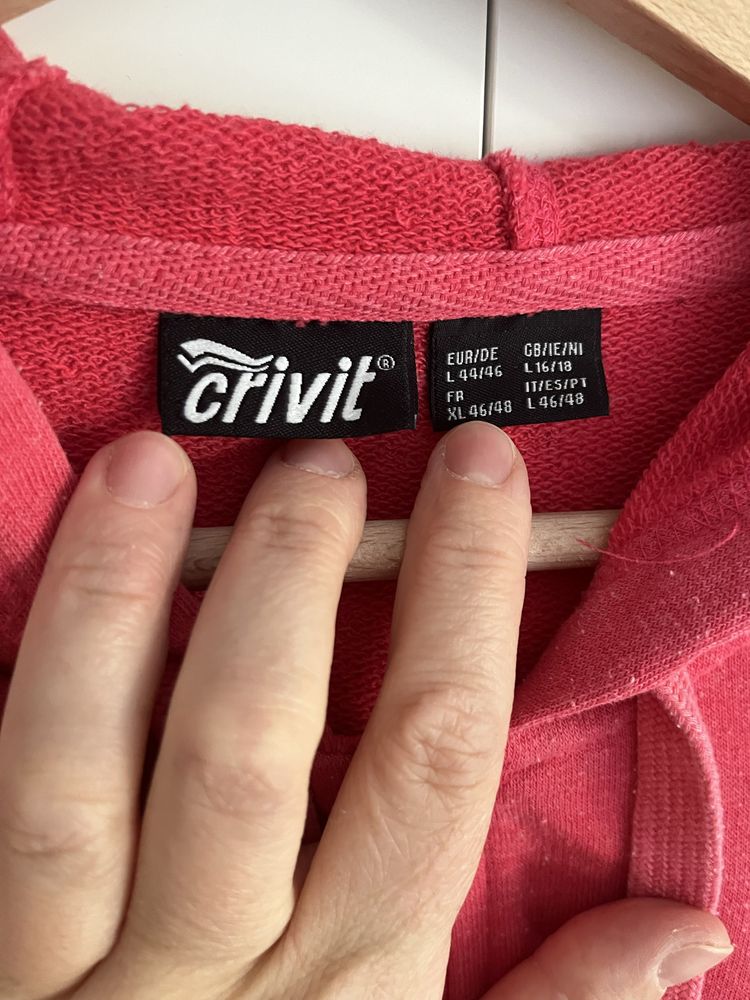 crivit®
EUR/DE
L 44/46
FR
XL 46/48
GB/IE/NI
L 16/18
IT/ES/PT
L 46/48